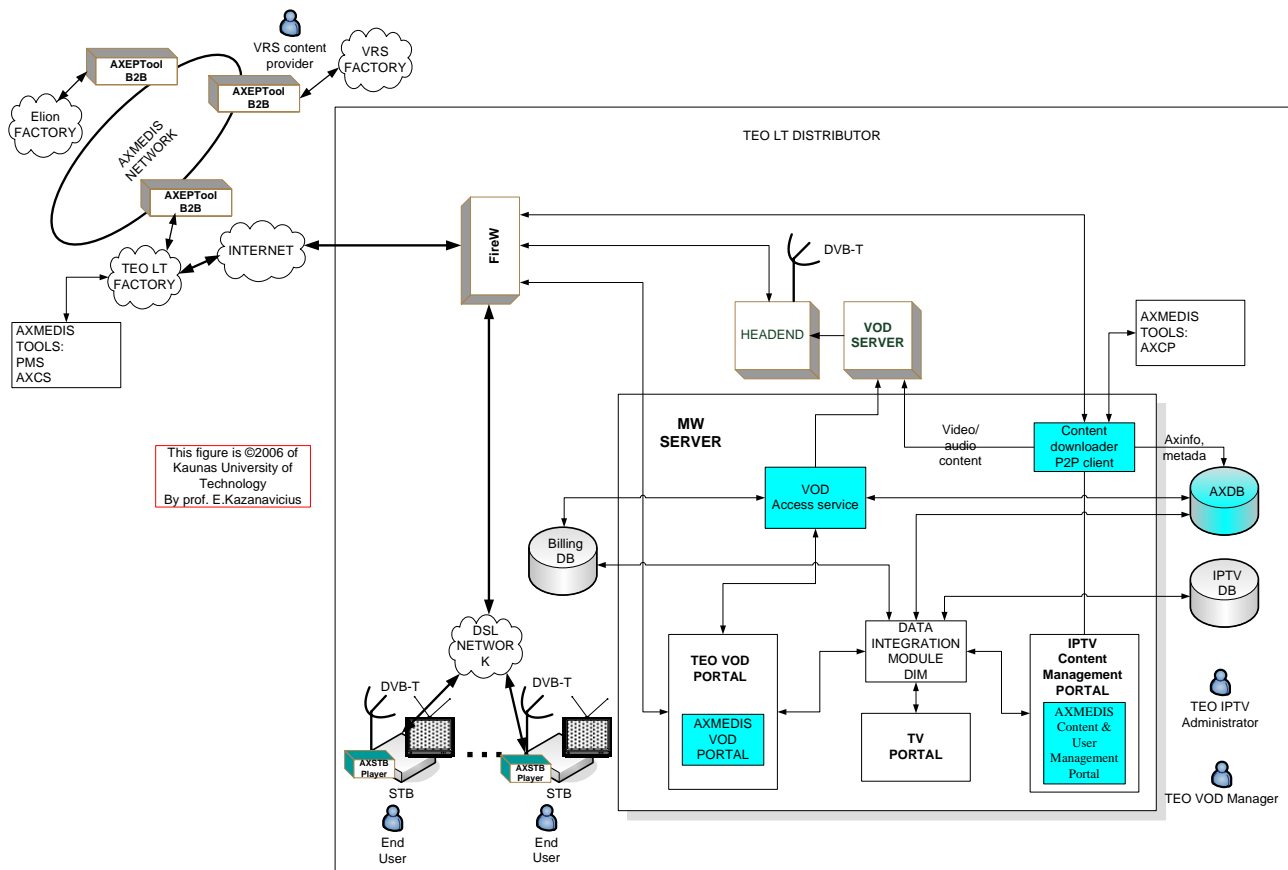 VRS content
provider
AXEPTool
B2B
VRS
FACTORY
AXEPTool
B2B
Elion
FACTORY
AXMEDIS
NETWORK
AXEPTool
B2B
TEO LT
FACTORY
INTERNET
AXMEDIS
TOOLS:
PMS
AXCS
This figure is ©2006 of
Kaunas University of
Technology
By prof. E.Kazanavicius
TEO LT DISTRIBUTOR
FireW
DVB-T
HEADEND
VOD
SERVER
AXMEDIS
TOOLS:
AXCP
MW
SERVER
Video/
audio
content
Content
downloader
P2P client
Axinfo,
metada
VOD
Access service
AXDB
Billing
DB
IPTV
DB
DSL
NETWOR
K
TEO VOD
PORTAL
AXMEDIS
VOD
PORTAL
DATA
INTEGRATION
MODULE
DIM
TV
PORTAL
IPTV
Content
Management
PORTAL
AXMEDIS
Content &
User
Management
Portal
TEO IPTV
Administrator
TEO VOD Manager
DVB-T
DVB-T
AXSTB
Player
AXSTB
Player
STB
STB
End
User
End
User